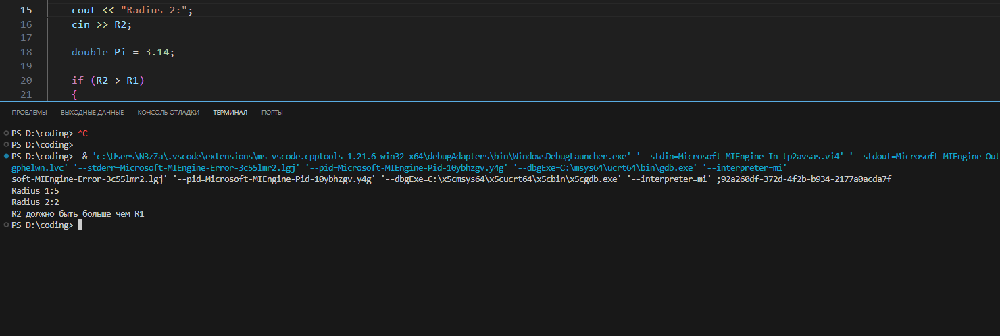 15 cout << "Radius 2:";
16 cin >> R2;
17
18 double Pi = 3.14;
19
20 if (R2 > R1)
21 {
ПРОБЛЕМЫ ВЫХОДНЫЕ ДАННЫЕ КОНСОЛЬ ОТЛАДКИ ТЕРМИНАЛ ПОРТЫ
PS D:\coding> ^C
PS D:\coding>
PS D:\coding> & 'c:\Users\N3zZa\.vscode\extensions\ms-vscode.cpptools-1.21.6-win32-x64\debugAdapters\bin\WindowsDebugLauncher.exe' '--stdin=Microsoft-MIEngine-In-tp2avsas.vi4' '--stdout=Microsoft-MIEngine-Out
gphelwn.lvc' '--stderr=Microsoft-MIEngine-Error-3c55lmr2.lgj' '--pid=Microsoft-MIEngine-Pid-10ybhzgv.y4g' '--dbgExe=C:\msys64\ucrt64\bin\gdb.exe' '--interpreter=mi'
soft-MIEngine-Error-3c55lmr2.lgj' '--pid=Microsoft-MIEngine-Pid-10ybhzgv.y4g' '--dbgExe=C:\x5cmsys64\x5cucrt64\x5cbin\x5cgdb.exe' '--interpreter=mi' ;92a260df-372d-4f2b-b934-2177a0acda7f
Radius 1:5
Radius 2:2
R2 должно быть больше чем R1
PS D:\coding>